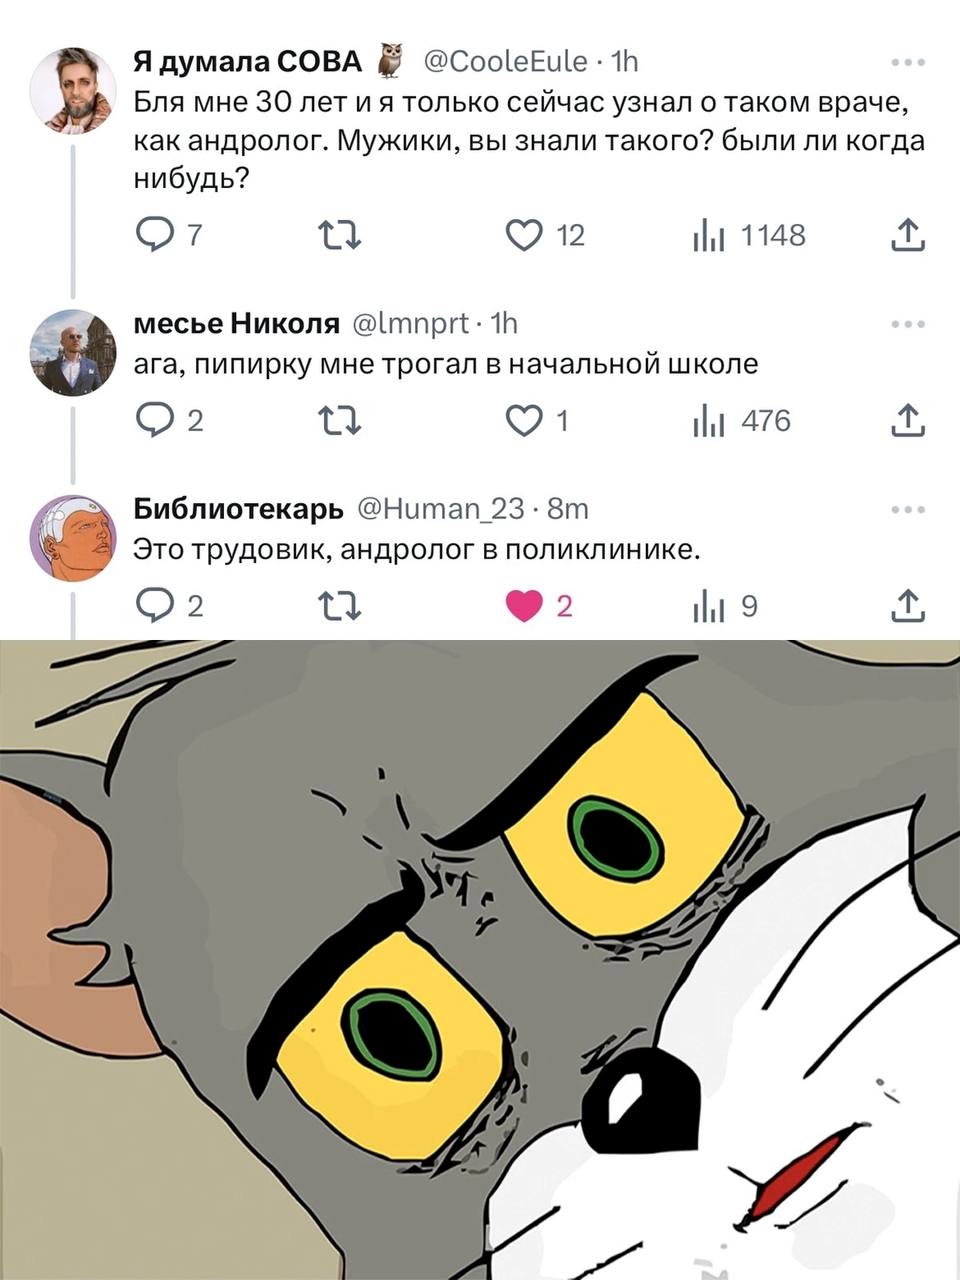 Я думала СОВА 🦉 @CooleEule · 1h
Бля мне 30 лет и я только сейчас узнал о таком враче,
как андролог. Мужики, вы знали такого? были ли когда
нибудь?
7 12 1148
месье Николя @lmnprt · 1h
ага, пипирку мне трогал в начальной школе
2 1 476
Библиотекарь @Human_23 · 8m
Это трудовик, андролог в поликлинике.
2 2 9